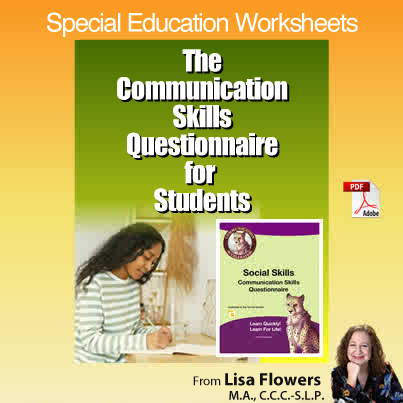 Special Education Worksheets
The
Communication
Skills
Questionnaire
for
Students
PDF
Adobe
Social Skills
Communication Skills
Questionnaire
Learn Quickly!
Learn For Life!
From Lisa Flowers
M.A., C.C.C.-S.L.P.